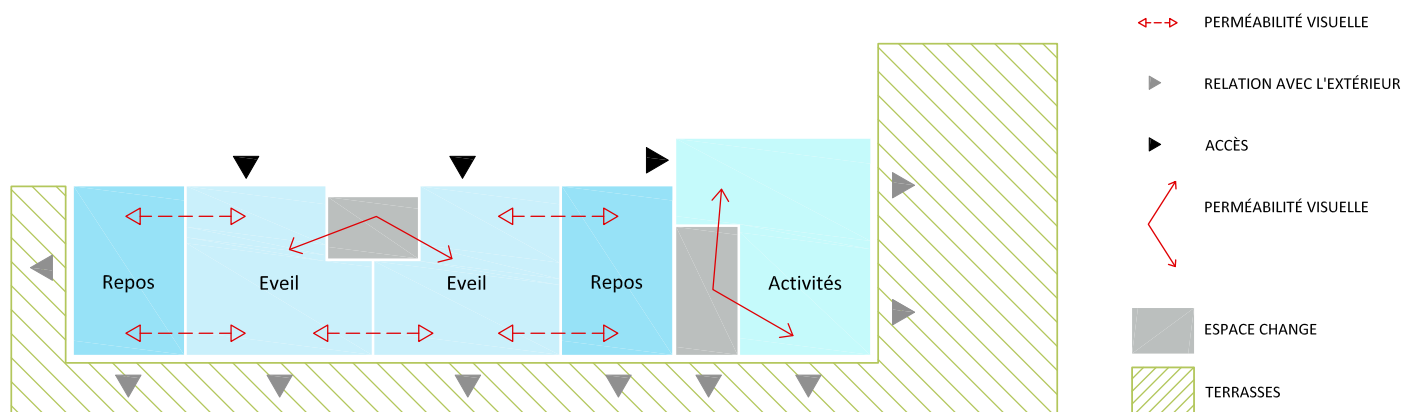 Repos
Eveil
Eveil
Repos
Activités
PERMÉABILITÉ VISUELLE
RELATION AVEC L'EXTÉRIEUR
ACCÈS
PERMÉABILITÉ VISUELLE
ESPACE CHANGE
TERRASSES